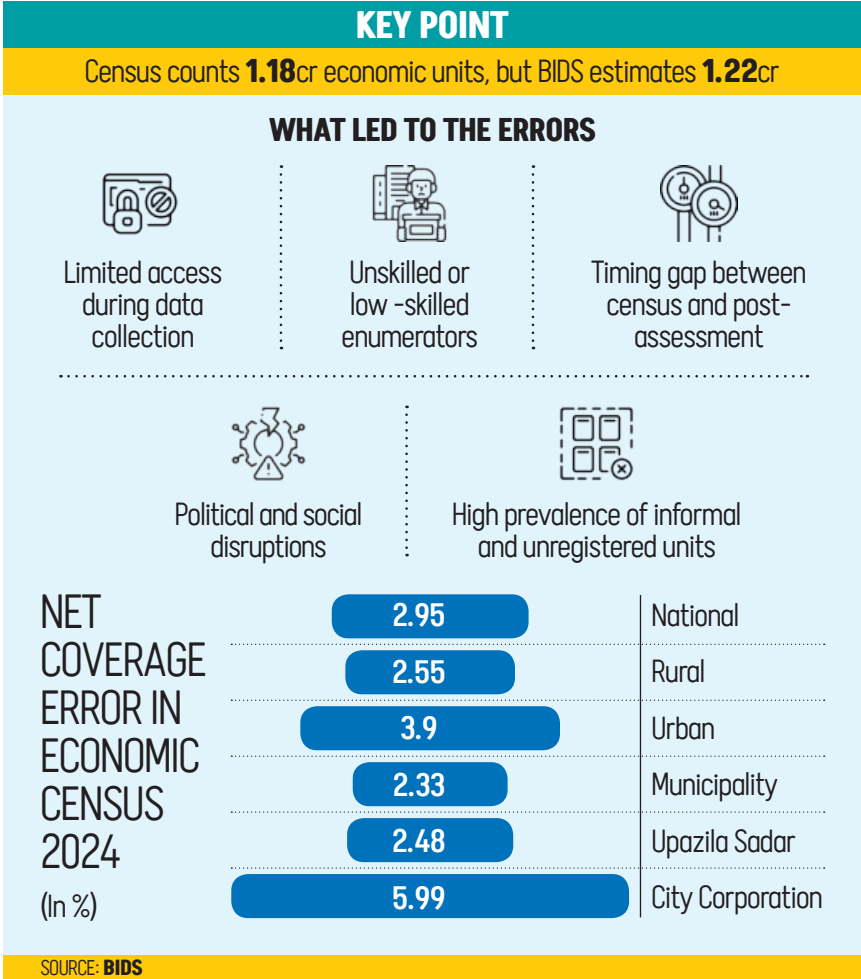 KEY POINT
Census counts 1.18cr economic units, but BIDS estimates 1.22cr
WHAT LED TO THE ERRORS
Limited access
during data
collection
Unskilled or
low -skilled
enumerators
Timing gap between
census and post-
assessment
Political and social
disruptions
High prevalence of informal
and unregistered units
NET
COVERAGE
ERROR IN
ECONOMIC
CENSUS
2024
(In %)
2.95 National
2.55 Rural
3.9 Urban
2.33 Municipality
2.48 Upazila Sadar
5.99 City Corporation
SOURCE: BIDS